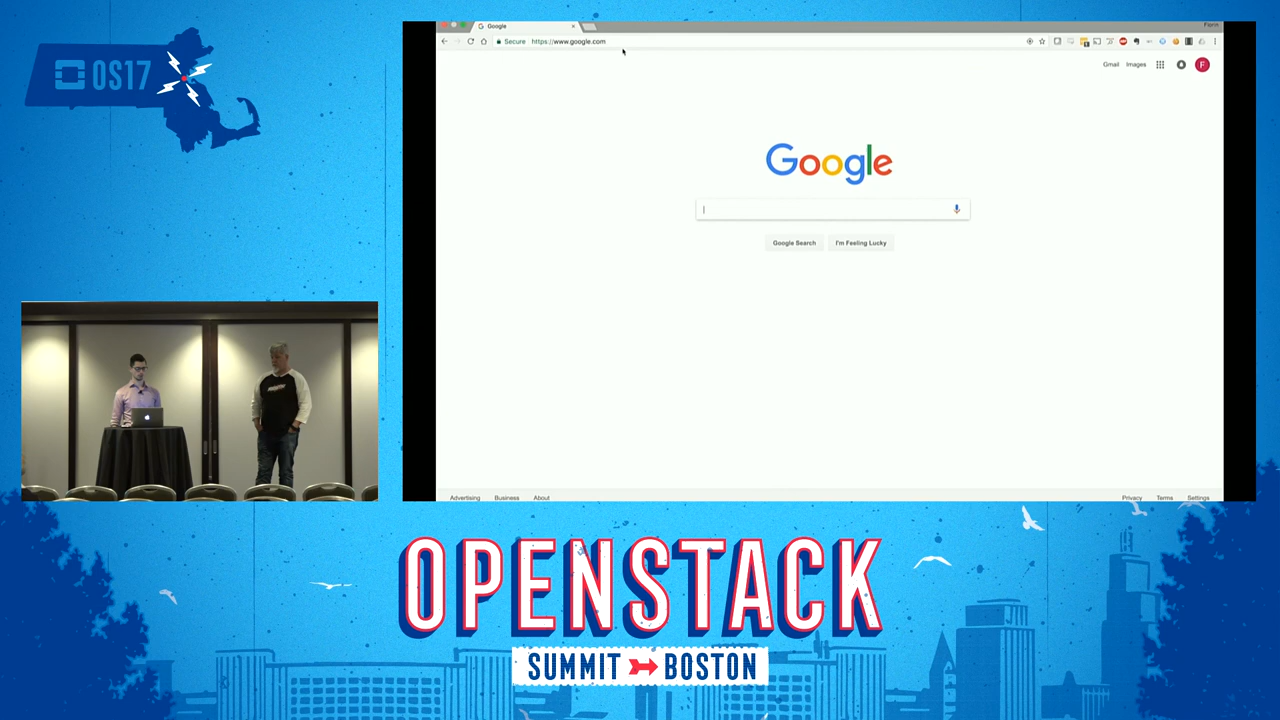 OS17
Google
Florin
Secure https://www.google.com
Gmail Images
F
Google
Google Search I'm Feeling Lucky
Advertising Business About Privacy Terms Settings
OPENSTACK
SUMMIT BOSTON